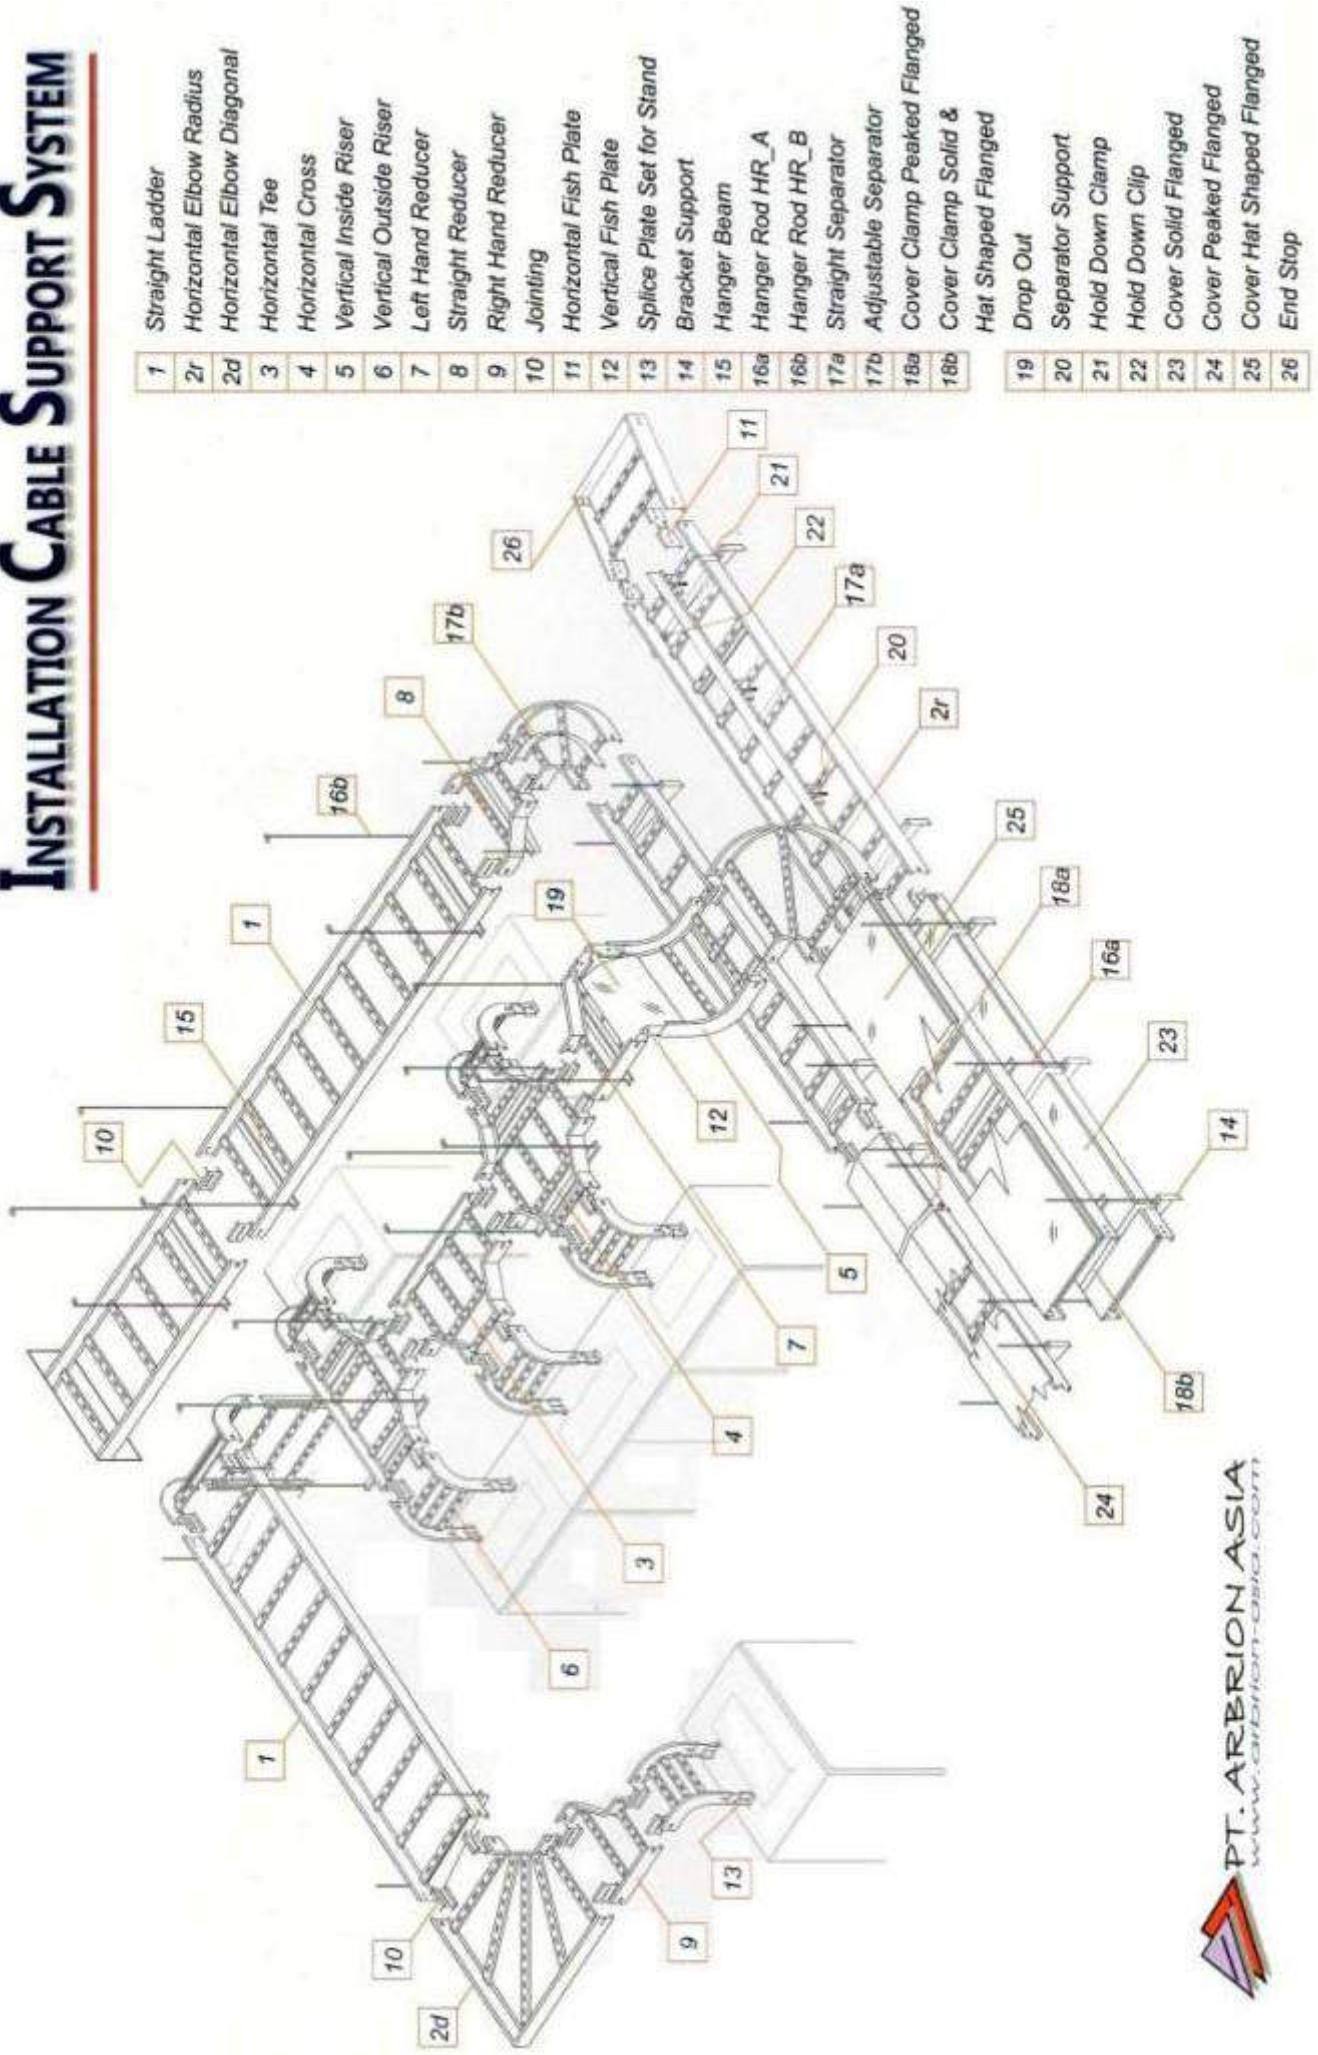 INSTALLATION CABLE SUPPORT SYSTEM
1 Straight Ladder
2r Horizontal Elbow Radius
2d Horizontal Elbow Diagonal
3 Horizontal Tee
4 Horizontal Cross
5 Vertical Inside Riser
6 Vertical Outside Riser
7 Left Hand Reducer
8 Straight Reducer
9 Right Hand Reducer
10 Jointing
11 Horizontal Fish Plate
12 Vertical Fish Plate
13 Splice Plate Set for Stand
14 Bracket Support
15 Hanger Beam
16a Hanger Rod HR_A
16b Hanger Rod HR_B
17a Straight Separator
17b Adjustable Separator
18a Cover Clamp Peaked Flanged
18b Cover Clamp Solid &
Hat Shaped Flanged
19 Drop Out
20 Separator Support
21 Hold Down Clamp
22 Hold Down Clip
23 Cover Solid Flanged
24 Cover Peaked Flanged
25 Cover Hat Shaped Flanged
26 End Stop
10
15
1
16b
8
17b
26
11
21
22
17a
20
2r
25
18a
16a
23
14
19
12
5
7
4
3
6
18b
24
1
10
2d
9
13
PT. ARBRION ASIA
www.arbrion-asia.com